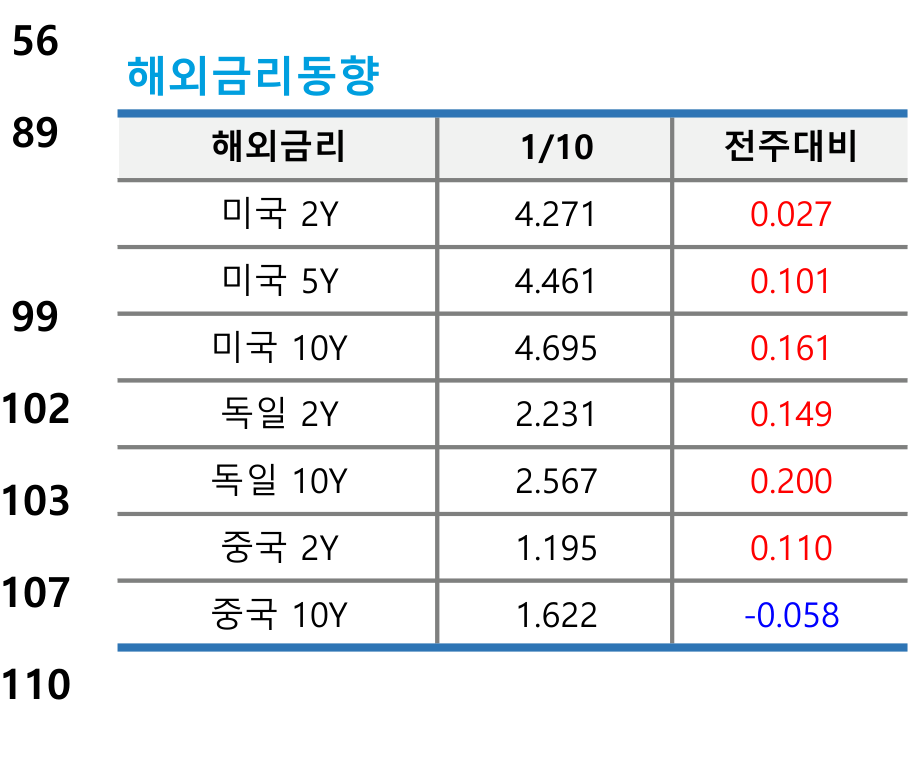 56
해외금리동향
89
해외금리 1/10 전주대비
미국 2Y 4.271 0.027
미국 5Y 4.461 0.101
99
미국 10Y 4.695 0.161
102
독일 2Y 2.231 0.149
독일 10Y 2.567 0.200
103
중국 2Y 1.195 0.110
107
중국 10Y 1.622 -0.058
110